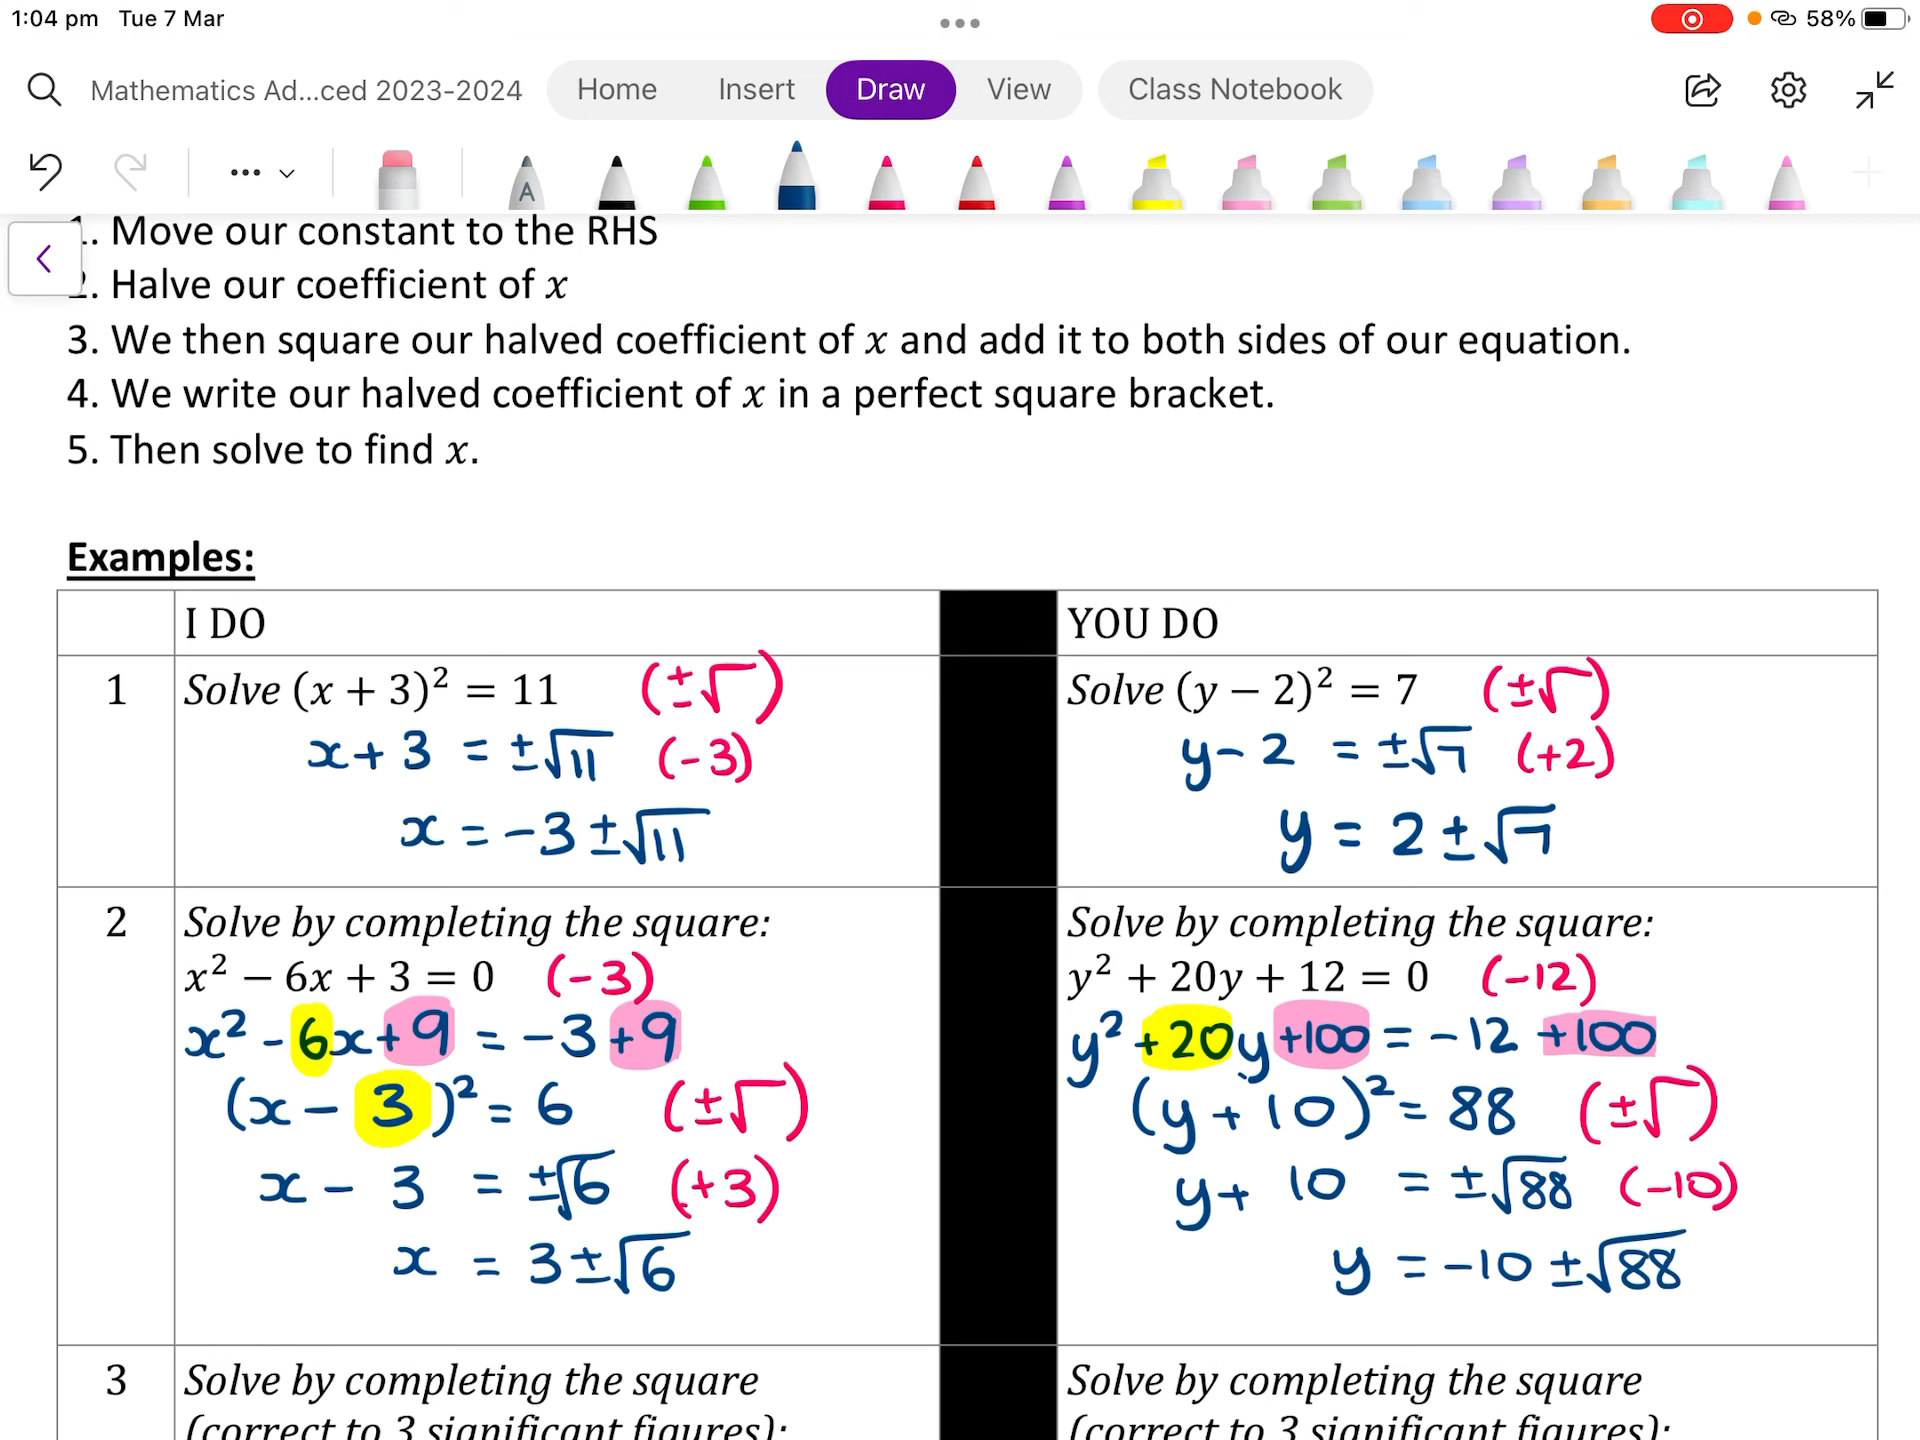 1:04 pm Tue 7 Mar
58%
Mathematics Ad...ced 2023-2024 Home Insert Draw View Class Notebook
A
1. Move our constant to the RHS
2. Halve our coefficient of x
3. We then square our halved coefficient of x and add it to both sides of our equation.
4. We write our halved coefficient of x in a perfect square bracket.
5. Then solve to find x.
Examples:
I DO
YOU DO
1
Solve (x + 3)² = 11 (±√)
x + 3 = ±√11 (-3)
x = -3 ± √11
Solve (y − 2)² = 7 (±√)
y - 2 = ±√7 (+2)
y = 2 ± √7
2
Solve by completing the square:
x² − 6x + 3 = 0 (-3)
x² - 6x + 9 = -3 + 9
(x - 3)² = 6 (±√)
x - 3 = ±√6 (+3)
x = 3 ± √6
Solve by completing the square:
y² + 20y + 12 = 0 (-12)
y² + 20y + 100 = -12 + 100
(y + 10)² = 88 (±√)
y + 10 = ±√88 (-10)
y = -10 ± √88
3
Solve by completing the square
(correct to 3 significant figures):
Solve by completing the square
(correct to 3 significant figures):